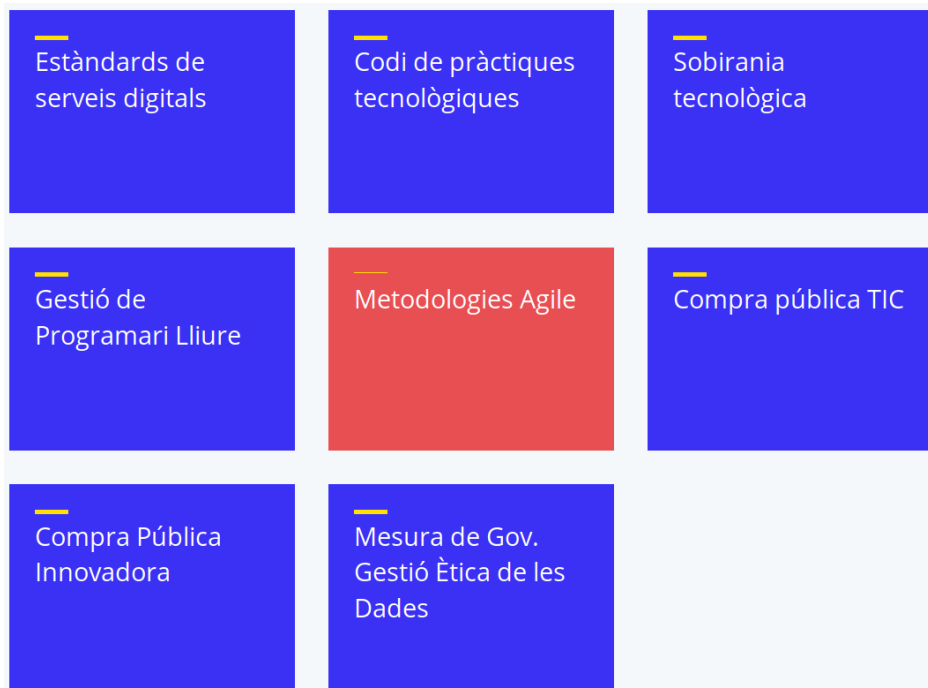 Estàndards de
serveis digitals
Codi de pràctiques
tecnològiques
Sobirania
tecnològica
Gestió de
Programari Lliure
Metodologies Agile
Compra pública TIC
Compra Pública
Innovadora
Mesura de Gov.
Gestió Ètica de les
Dades